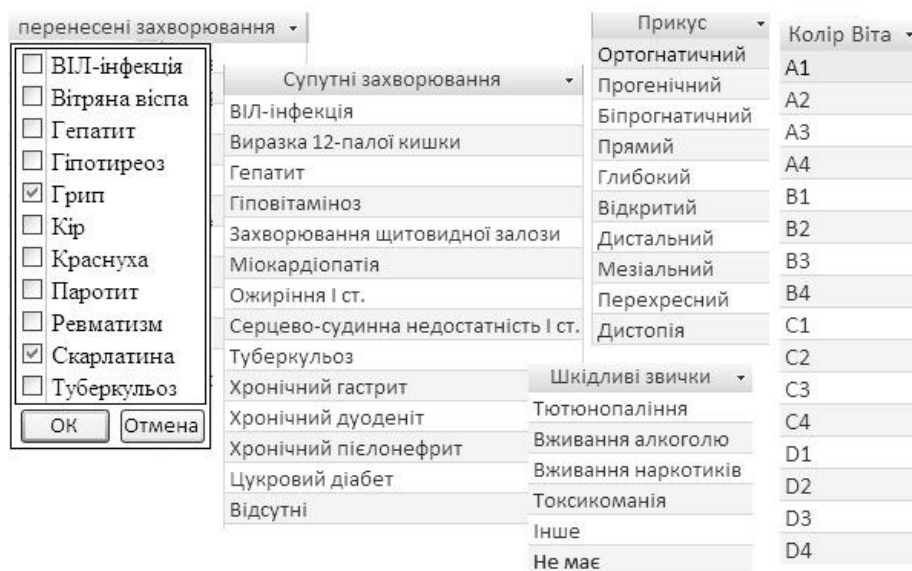 перенесені захворювання
ВІЛ-інфекція
Вітряна віспа
Гепатит
Гіпотиреоз
Грип
Кір
Краснуха
Паротит
Ревматизм
Скарлатина
Туберкульоз
ОК
Отмена
Супутні захворювання
ВІЛ-інфекція
Виразка 12-палої кишки
Гепатит
Гіповітаміноз
Захворювання щитовидної залози
Міокардіопатія
Ожиріння І ст.
Серцево-судинна недостатність І ст.
Туберкульоз
Хронічний гастрит
Хронічний дуоденіт
Хронічний пієлонефрит
Цукровий діабет
Відсутні
Прикус
Ортогнатичний
Прогенічний
Біпрогнатичний
Прямий
Глибокий
Відкритий
Дистальний
Мезіальний
Перехресний
Дистопія
Шкідливі звички
Тютюнопаління
Вживання алкоголю
Вживання наркотиків
Токсикоманія
Інше
Не має
Колір Віта
A1
A2
A3
A4
B1
B2
B3
B4
C1
C2
C3
C4
D1
D2
D3
D4